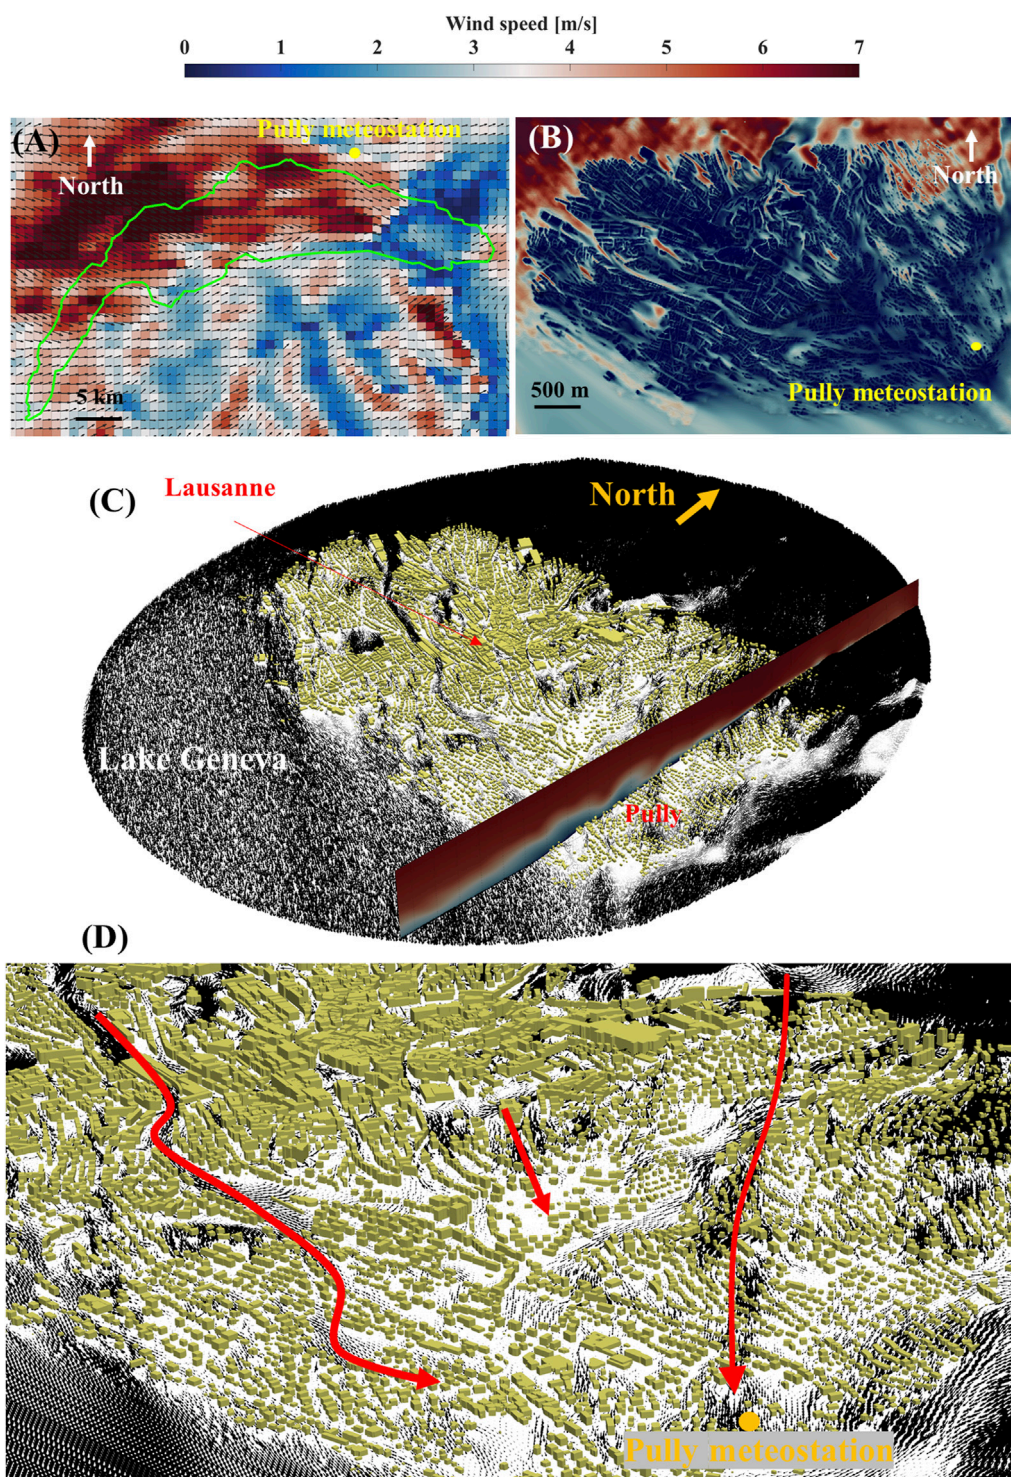 Wind speed [m/s]
0 1 2 3 4 5 6 7
(A)
Pully meteostation
North
5 km
(B)
North
500 m
Pully meteostation
(C)
Lausanne
North
Lake Geneva
Pully
(D)
Pully meteostation